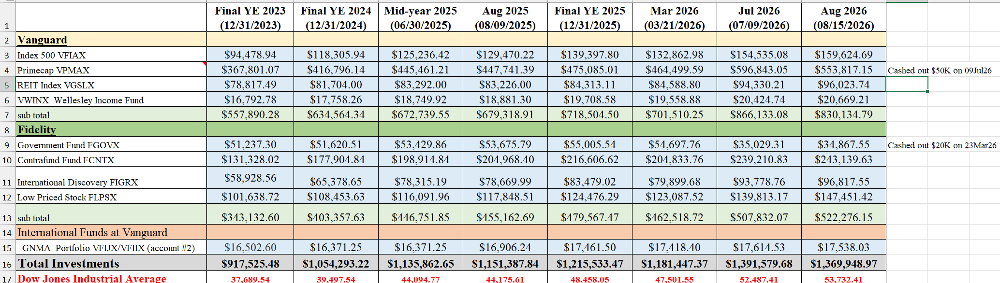 Final YE 2023 Final YE 2024 Mid-year 2025 Aug 2025 Final YE 2025 Mar 2026 Jul 2026 Aug 2026
1 (12/31/2023) (12/31/2024) (06/30/2025) (08/09/2025) (12/31/2025) (03/21/2026) (07/09/2026) (08/15/2026)
2 Vanguard
3 Index 500 VFIAX $94,478.94 $118,305.94 $125,236.42 $129,470.22 $139,397.80 $132,862.98 $154,535.08 $159,624.69
4 Primecap VPMAX $367,801.07 $416,796.14 $445,461.21 $447,741.39 $475,085.01 $464,499.59 $596,843.05 $553,817.15 Cashed out $50K on 09Jul26
5 REIT Index VGSLX $78,817.49 $81,704.00 $83,292.00 $83,226.00 $84,313.11 $84,588.80 $94,330.21 $96,023.74
6 VWINX Wellesley Income Fund $16,792.78 $17,758.26 $18,749.92 $18,881.30 $19,708.58 $19,558.88 $20,424.74 $20,669.21
7 sub total $557,890.28 $634,564.34 $672,739.55 $679,318.91 $718,504.50 $701,510.25 $866,133.08 $830,134.79
8 Fidelity
9 Government Fund FGOVX $51,237.30 $51,620.51 $53,429.86 $53,675.79 $55,005.54 $54,697.76 $35,029.31 $34,867.55 Cashed out $20K on 23Mar26
10 Contrafund Fund FCNTX $131,328.02 $177,904.84 $198,914.84 $204,968.40 $216,606.62 $204,833.76 $239,210.83 $243,139.63
11 International Discovery FIGRX $58,928.56 $65,378.65 $78,315.19 $78,669.99 $83,479.02 $79,899.68 $93,778.76 $96,817.55
12 Low Priced Stock FLPSX $101,638.72 $108,453.63 $116,091.96 $117,848.51 $124,476.29 $123,087.52 $139,813.17 $147,451.42
13 sub total $343,132.60 $403,357.63 $446,751.85 $455,162.69 $479,567.47 $462,518.72 $507,832.07 $522,276.15
14 International Funds at Vanguard
15 GNMA Portfolio VFIJX/VFIIX (account #2) $16,502.60 $16,371.25 $16,371.25 $16,906.24 $17,461.50 $17,418.40 $17,614.53 $17,538.03
16 Total Investments $917,525.48 $1,054,293.22 $1,135,862.65 $1,151,387.84 $1,215,533.47 $1,181,447.37 $1,391,579.68 $1,369,948.97
17 Dow Jones Industrial Average 37,689.54 39,497.54 44,094.77 44,175.61 48,458.05 47,501.55 52,487.41 53,732.41